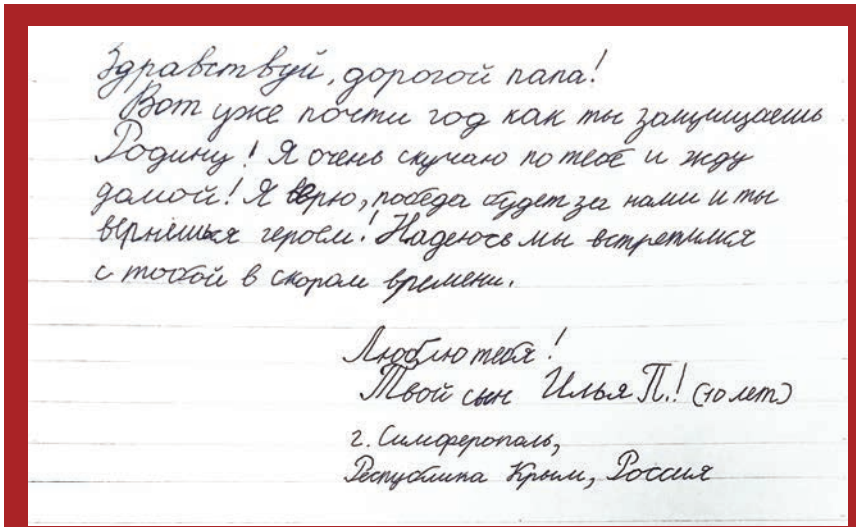 Здравствуй, дорогой папа!
Вот уже почти год как ты защищаешь
Родину! Я очень скучаю по тебе и жду
домой! Я верю, победа будет за нами и ты
вернешься героем! Надеюсь мы встретимся
с тобой в скором времени.
Люблю тебя!
Твой сын Илья П.! (10 лет)
г. Симферополь,
Республика Крым, Россия